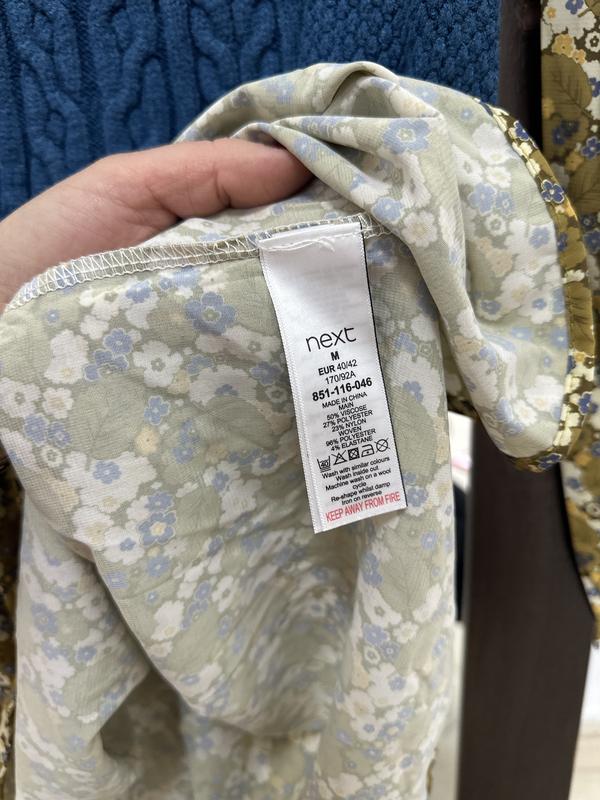 next
M
EUR 40/42
170/92A
851-116-046
MADE IN CHINA
MAIN
50% VISCOSE
27% POLYESTER
23% NYLON
WOVEN
96% POLYESTER
4% ELASTANE
Wash with similar colours
Wash inside out
Machine wash on a wool
cycle
Re-shape whilst damp
Iron on reverse
KEEP AWAY FROM FIRE